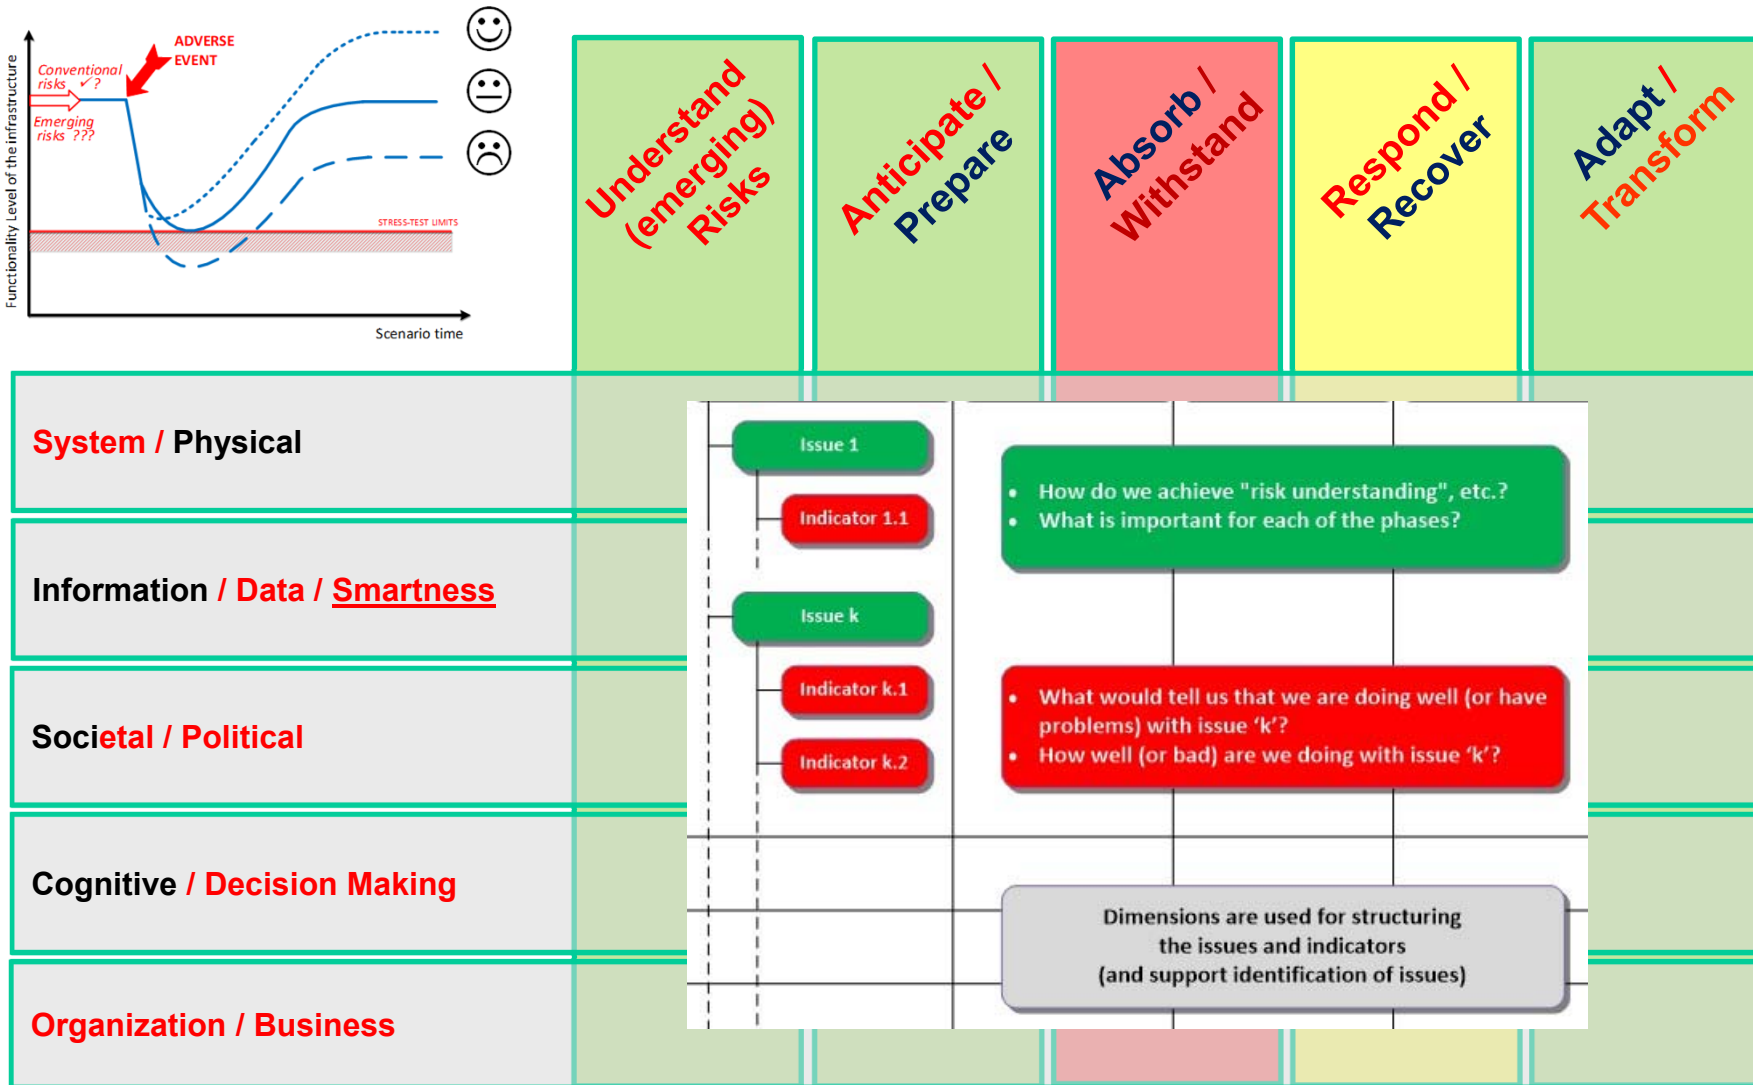 Functionality Level of the infrastructure
Conventional
risks ✓ ?
Emerging
risks ???
ADVERSE
EVENT
STRESS-TEST LIMITS
Scenario time
Understand
(emerging)
Risks
Anticipate /
Prepare
Absorb /
Withstand
Respond /
Recover
Adapt /
Transform
System / Physical
Information / Data / Smartness
Societal / Political
Cognitive / Decision Making
Organization / Business
Issue 1
Indicator 1.1
Issue k
Indicator k.1
Indicator k.2
• How do we achieve "risk understanding", etc.?
• What is important for each of the phases?
• What would tell us that we are doing well (or have
problems) with issue ‘k’?
• How well (or bad) are we doing with issue ‘k’?
Dimensions are used for structuring
the issues and indicators
(and support identification of issues)